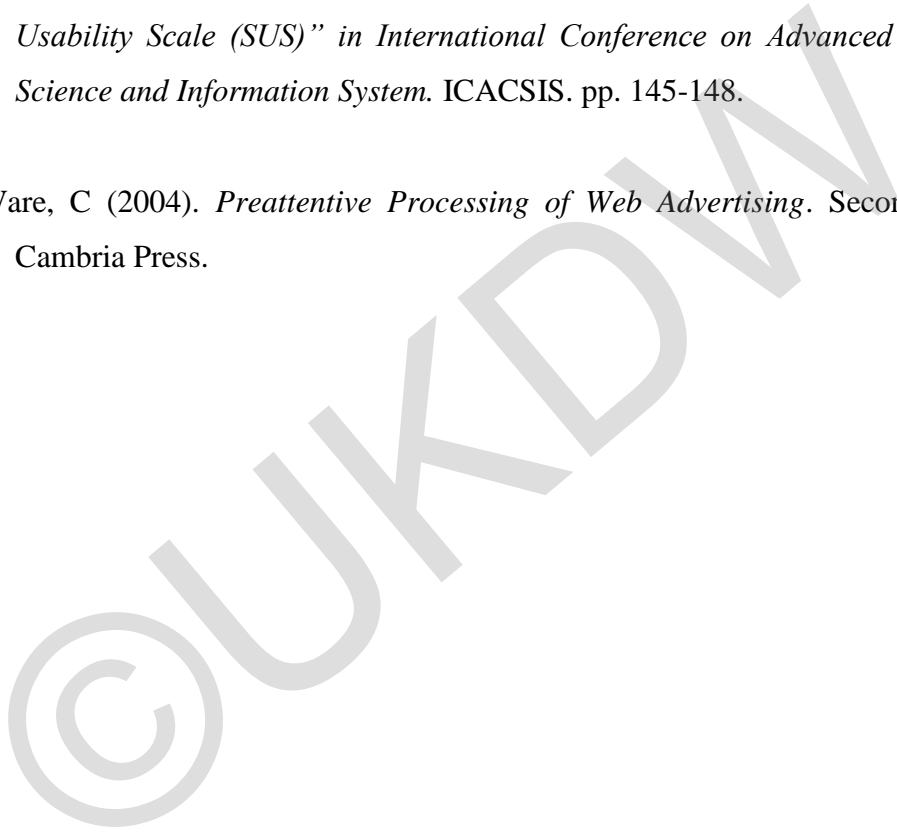 Usability Scale (SUS)” in International Conference on Advanced
Science and Information System. ICACSIS. pp. 145-148.
Ware, C (2004). Preattentive Processing of Web Advertising. Secon
Cambria Press.
©UKDW